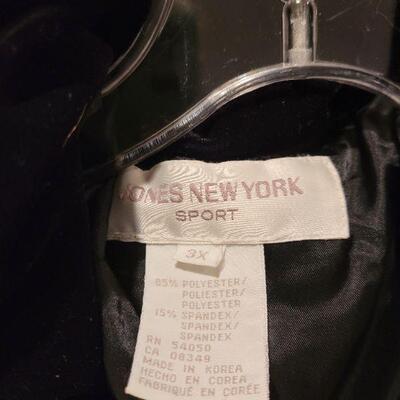 JONES NEW YORK
SPORT
3X
85% POLYESTER/
POLIESTER/
POLYESTER
15% SPANDEX/
SPANDEX/
SPANDEX
RN 54050
CA 08349
MADE IN KOREA
HECHO EN COREA
FABRIQUÉ EN CORÉE